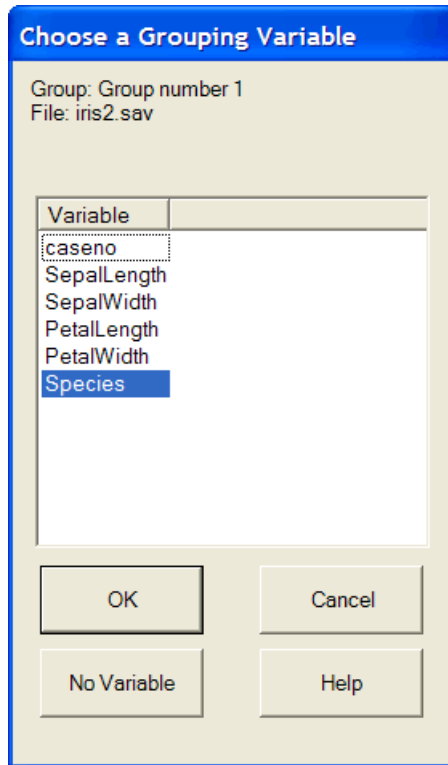 Choose a Grouping Variable
Group: Group number 1
File: iris2.sav
Variable
caseno
SepalLength
SepalWidth
PetalLength
PetalWidth
Species
OK
Cancel
No Variable
Help